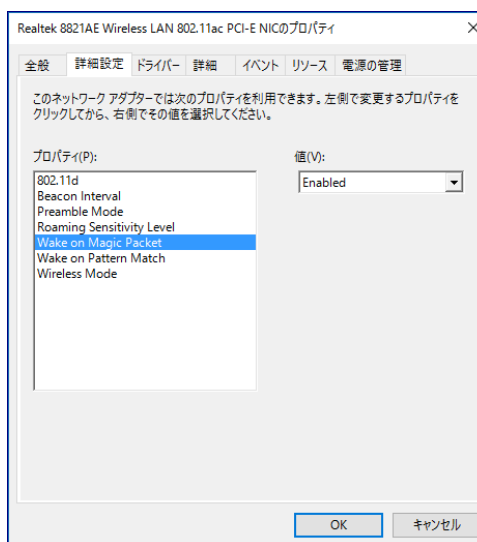 Realtek 8821AE Wireless LAN 802.11ac PCI-E NICのプロパティ
全般 詳細設定 ドライバー 詳細 イベント リソース 電源の管理
このネットワーク アダプターでは次のプロパティを利用できます。左側で変更するプロパティを
クリックしてから、右側でその値を選択してください。
プロパティ(P): 値(V):
802.11d Enabled
Beacon Interval
Preamble Mode
Roaming Sensitivity Level
Wake on Magic Packet
Wake on Pattern Match
Wireless Mode
OK キャンセル